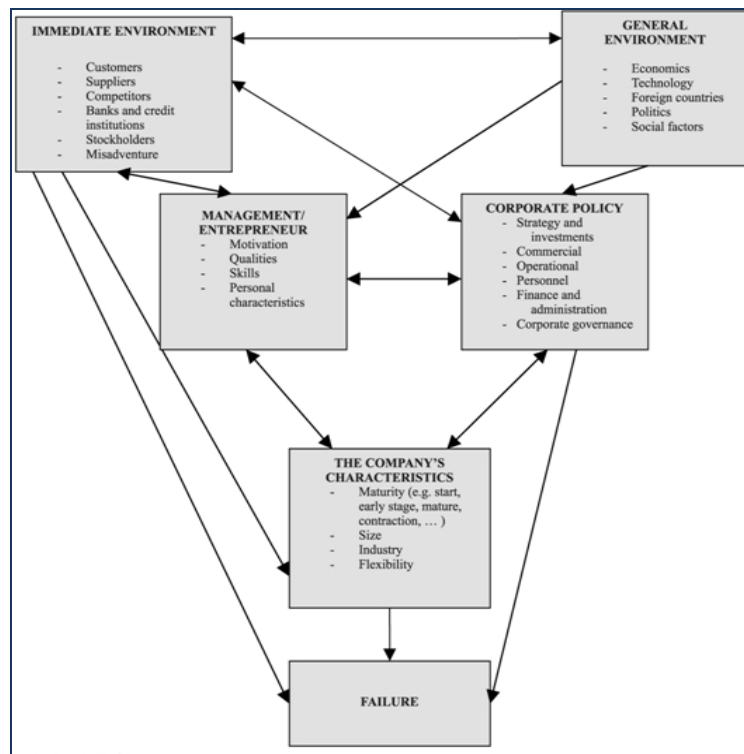 IMMEDIATE ENVIRONMENT
- Customers
- Suppliers
- Competitors
- Banks and credit
institutions
- Stockholders
- Misadventure
GENERAL
ENVIRONMENT
- Economics
- Technology
- Foreign countries
- Politics
- Social factors
MANAGEMENT/
ENTREPRENEUR
- Motivation
- Qualities
- Skills
- Personal
characteristics
CORPORATE POLICY
- Strategy and
investments
- Commercial
- Operational
- Personnel
- Finance and
administration
- Corporate governance
THE COMPANY'S
CHARACTERISTICS
- Maturity (e.g. start,
early stage, mature,
contraction, ... )
- Size
- Industry
- Flexibility
FAILURE